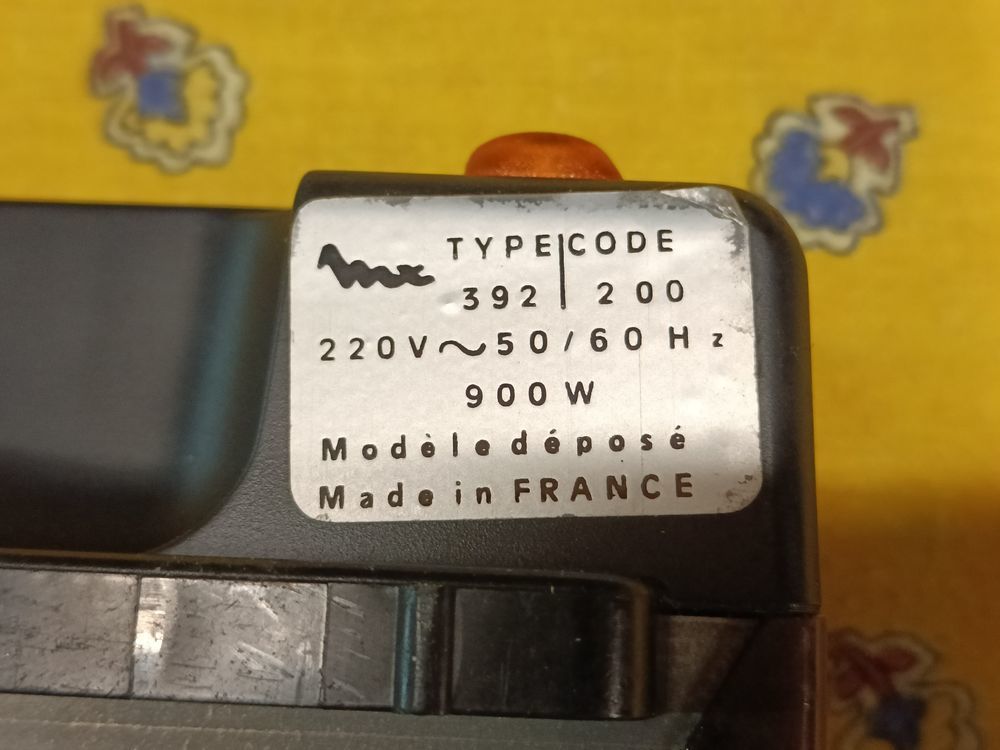 TYPE|CODE
392|200
220V~50/60 Hz
900W
Modèle déposé
Made in FRANCE